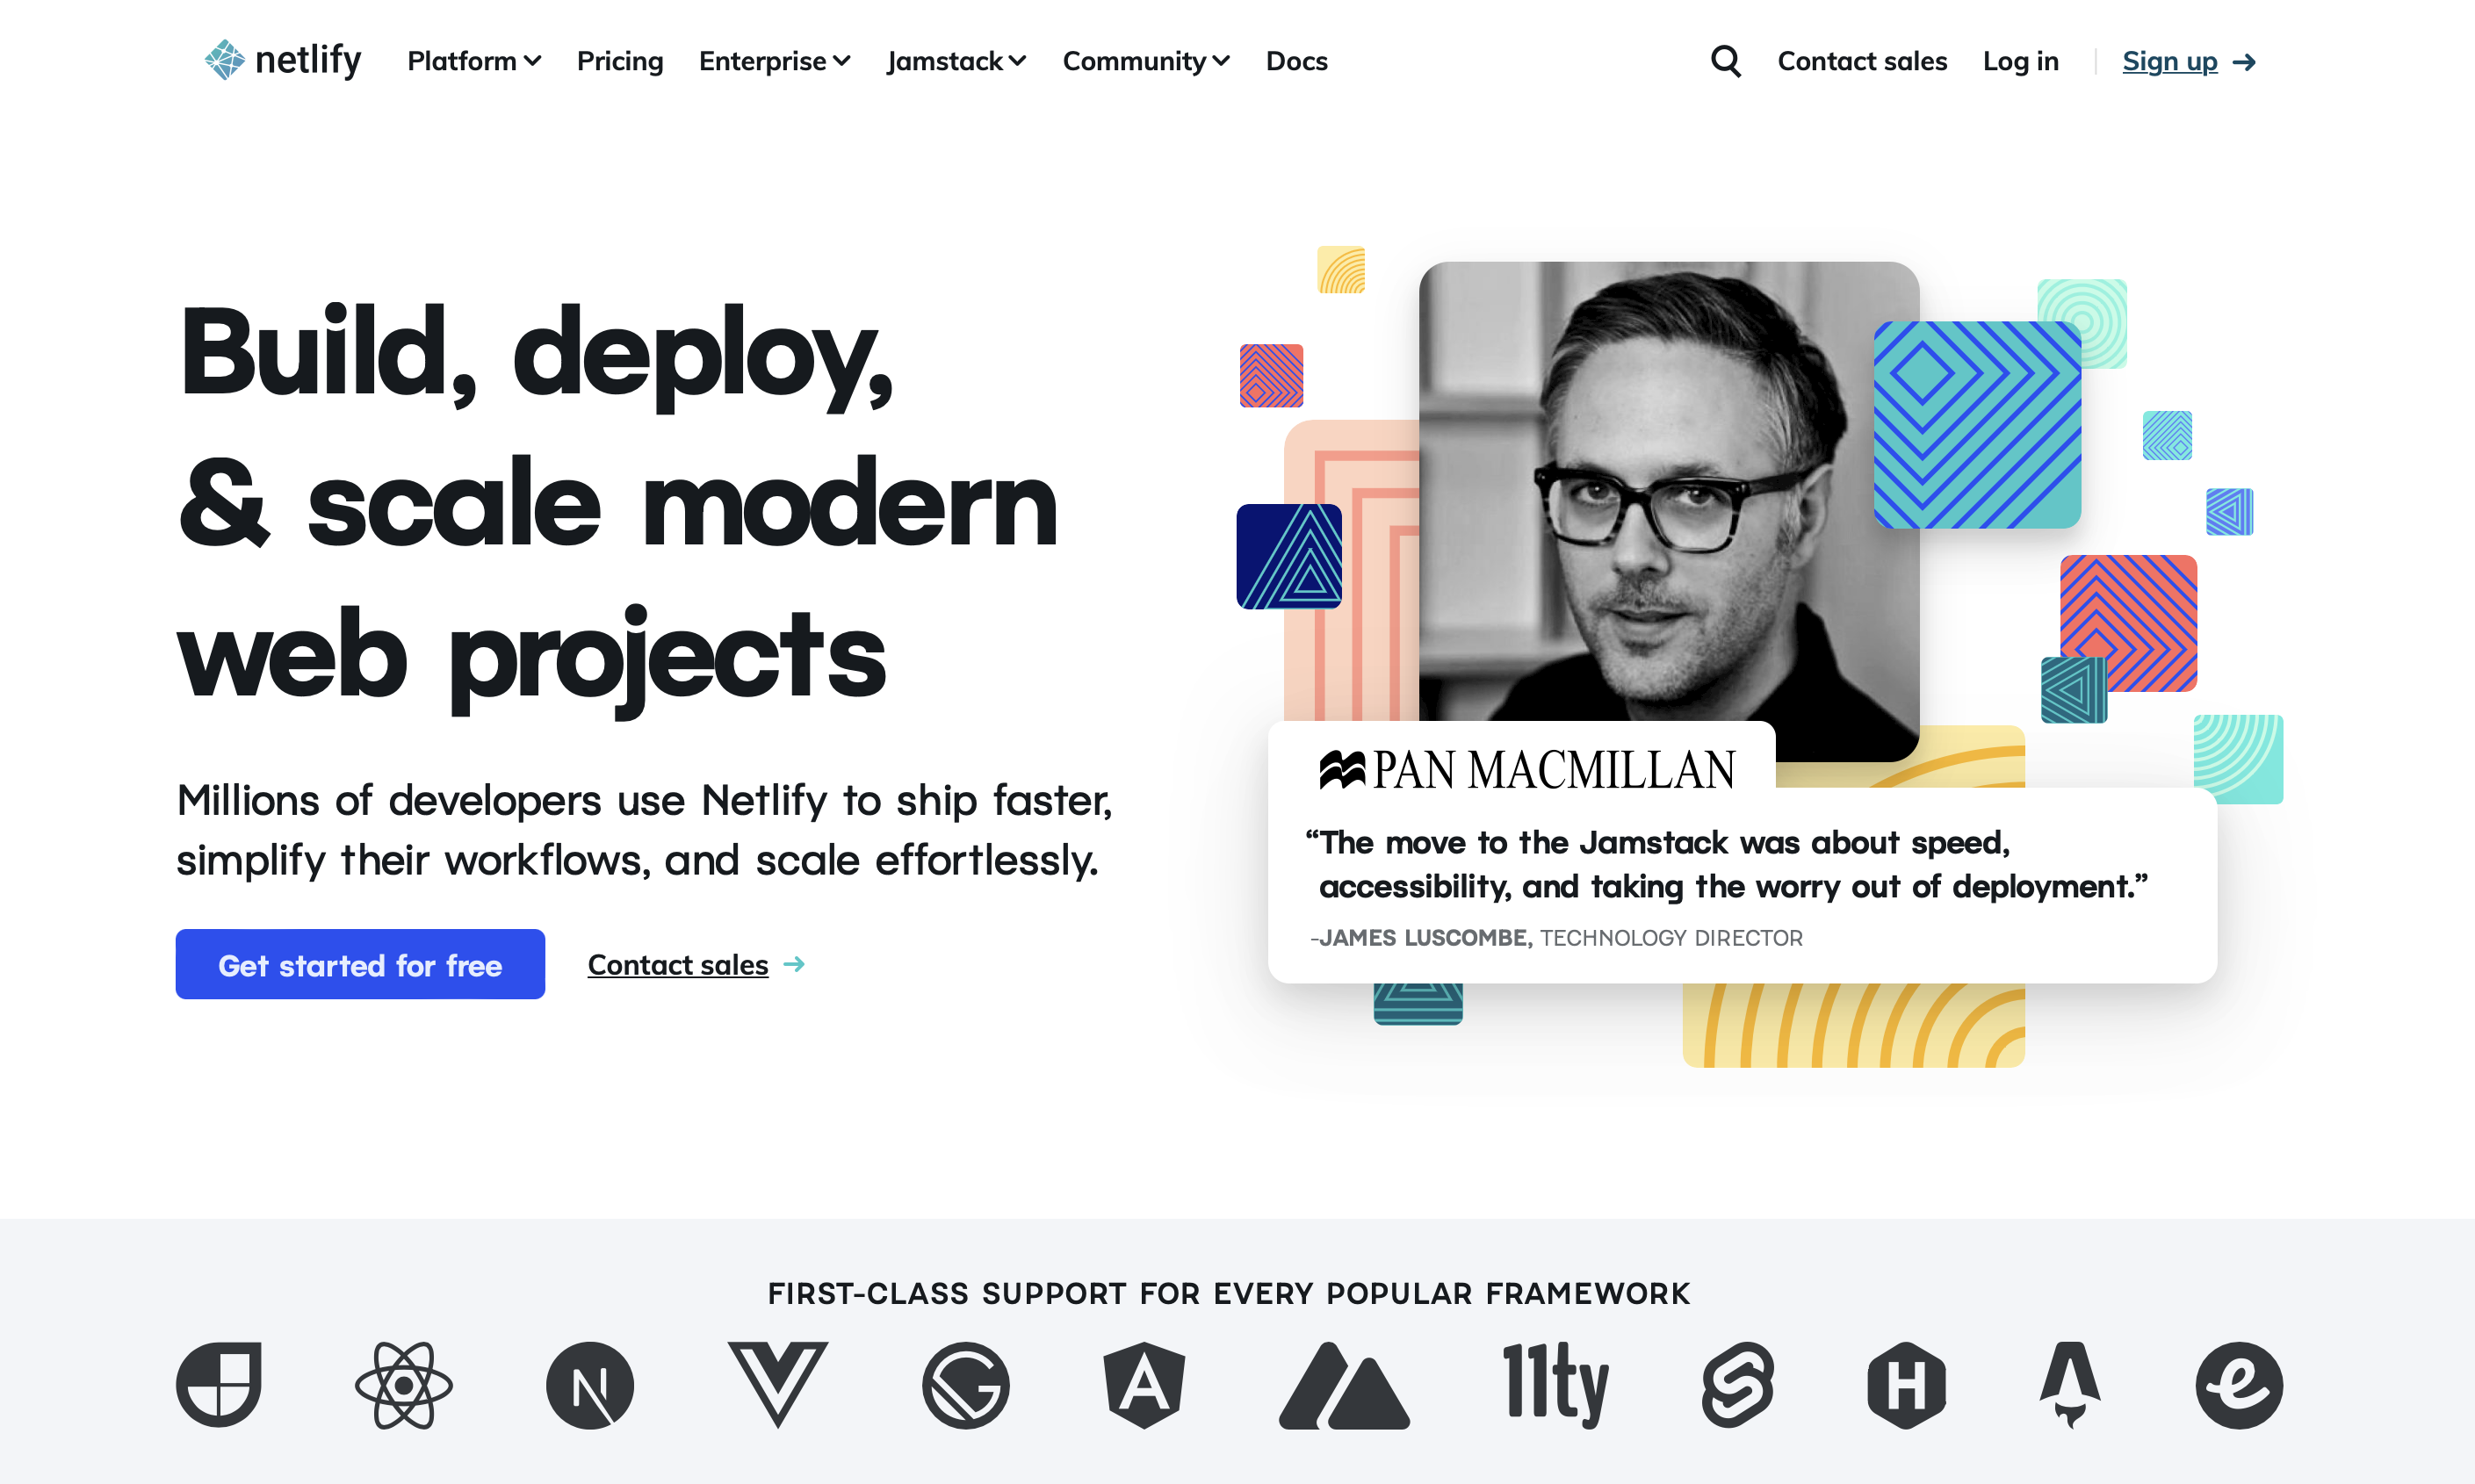 netlify Platform Pricing Enterprise Jamstack Community Docs Contact sales Log in Sign up
Build, deploy,
& scale modern
web projects
Millions of developers use Netlify to ship faster,
simplify their workflows, and scale effortlessly.
Get started for free Contact sales
PAN MACMILLAN
“The move to the Jamstack was about speed,
accessibility, and taking the worry out of deployment.”
-JAMES LUSCOMBE, TECHNOLOGY DIRECTOR
FIRST-CLASS SUPPORT FOR EVERY POPULAR FRAMEWORK
N G A 11ty S H e